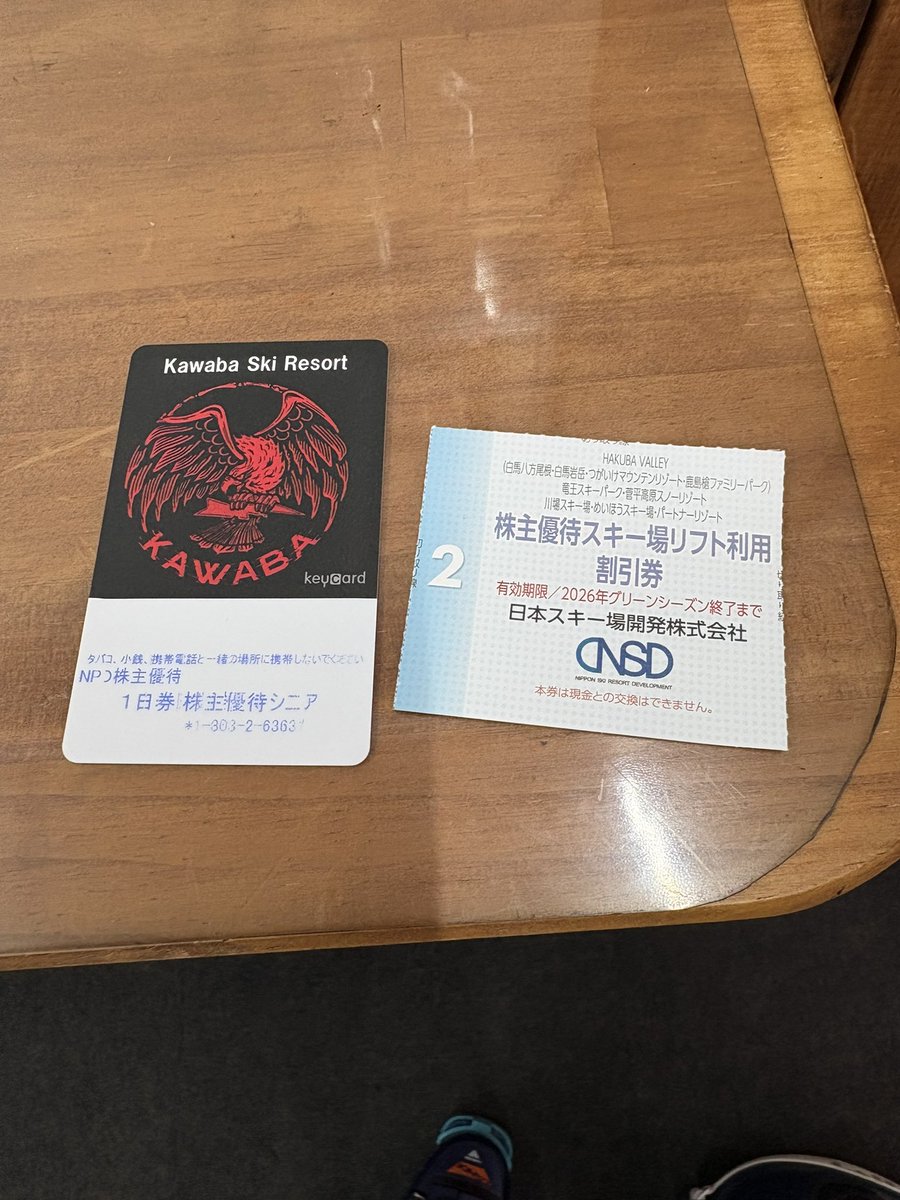 Kawaba Ski Resort
KAWABA
keycard
タバコ、小銭、携帯電話と一緒の場所に携帯しないでください
株主優待
1日券 株主優待シニア
HAKUBA VALLEY
(白馬八方尾根・白馬岩岳・つがいけマウンテンリゾート・鹿島槍ファミリーパーク)
竜王スキーパーク・菅平高原スノーリゾート
川場スキー場・めいほうスキー場・パートナーリゾート
株主優待スキー場リフト利用
割引券
2
有効期限/2026年グリーンシーズン終了まで
日本スキー場開発株式会社
NSD
NIPPON SKI RESORT DEVELOPMENT
本券は現金との交換はできません。